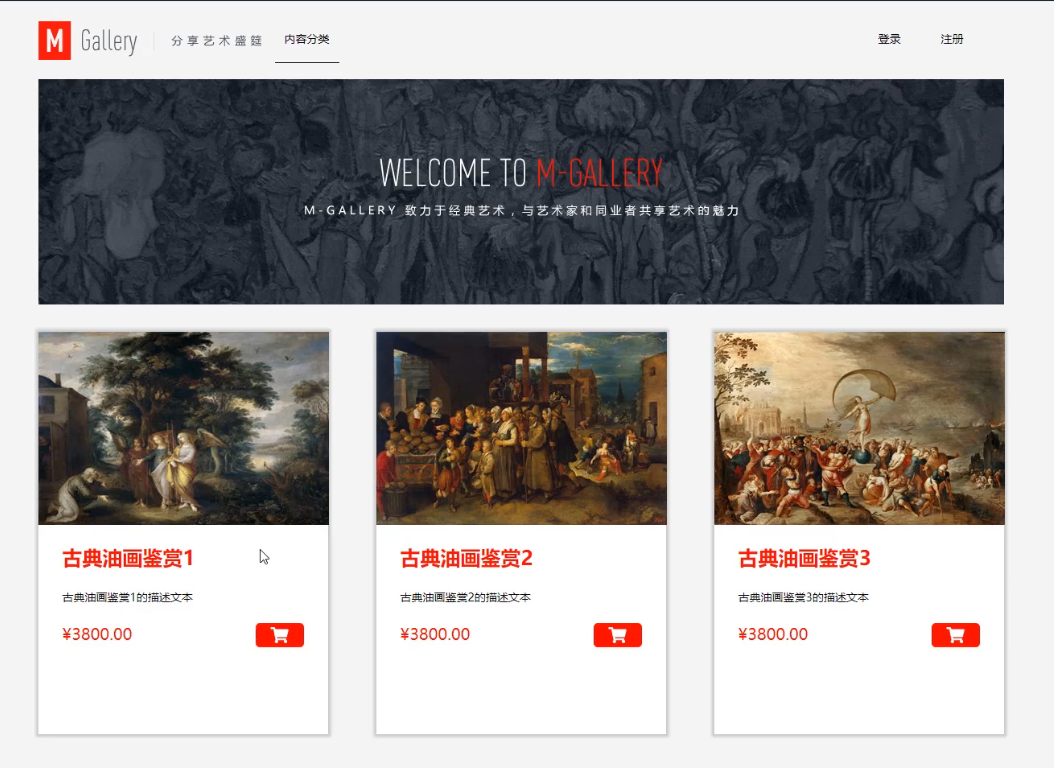 M Gallery 分享艺术盛筵 内容分类 登录 注册
WELCOME TO M-GALLERY
M-GALLERY 致力于经典艺术，与艺术家和同业者共享艺术的魅力
古典油画鉴赏1
古典油画鉴赏1的描述文本
¥3800.00
古典油画鉴赏2
古典油画鉴赏2的描述文本
¥3800.00
古典油画鉴赏3
古典油画鉴赏3的描述文本
¥3800.00